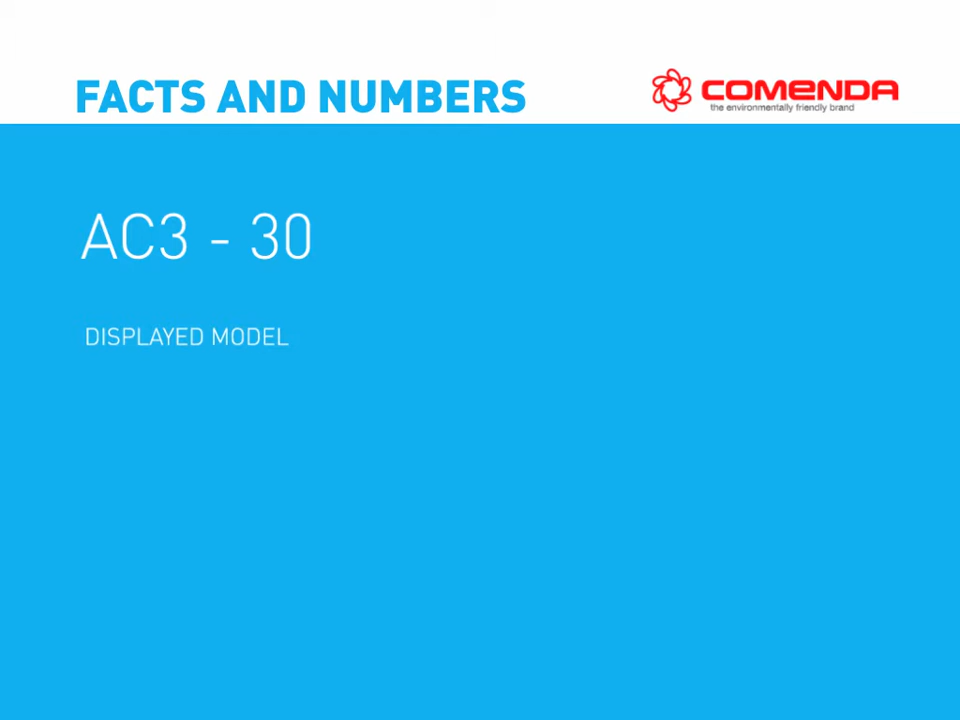 FACTS AND NUMBERS
COMENDA
the environmentally friendly brand
AC3 - 30
DISPLAYED MODEL